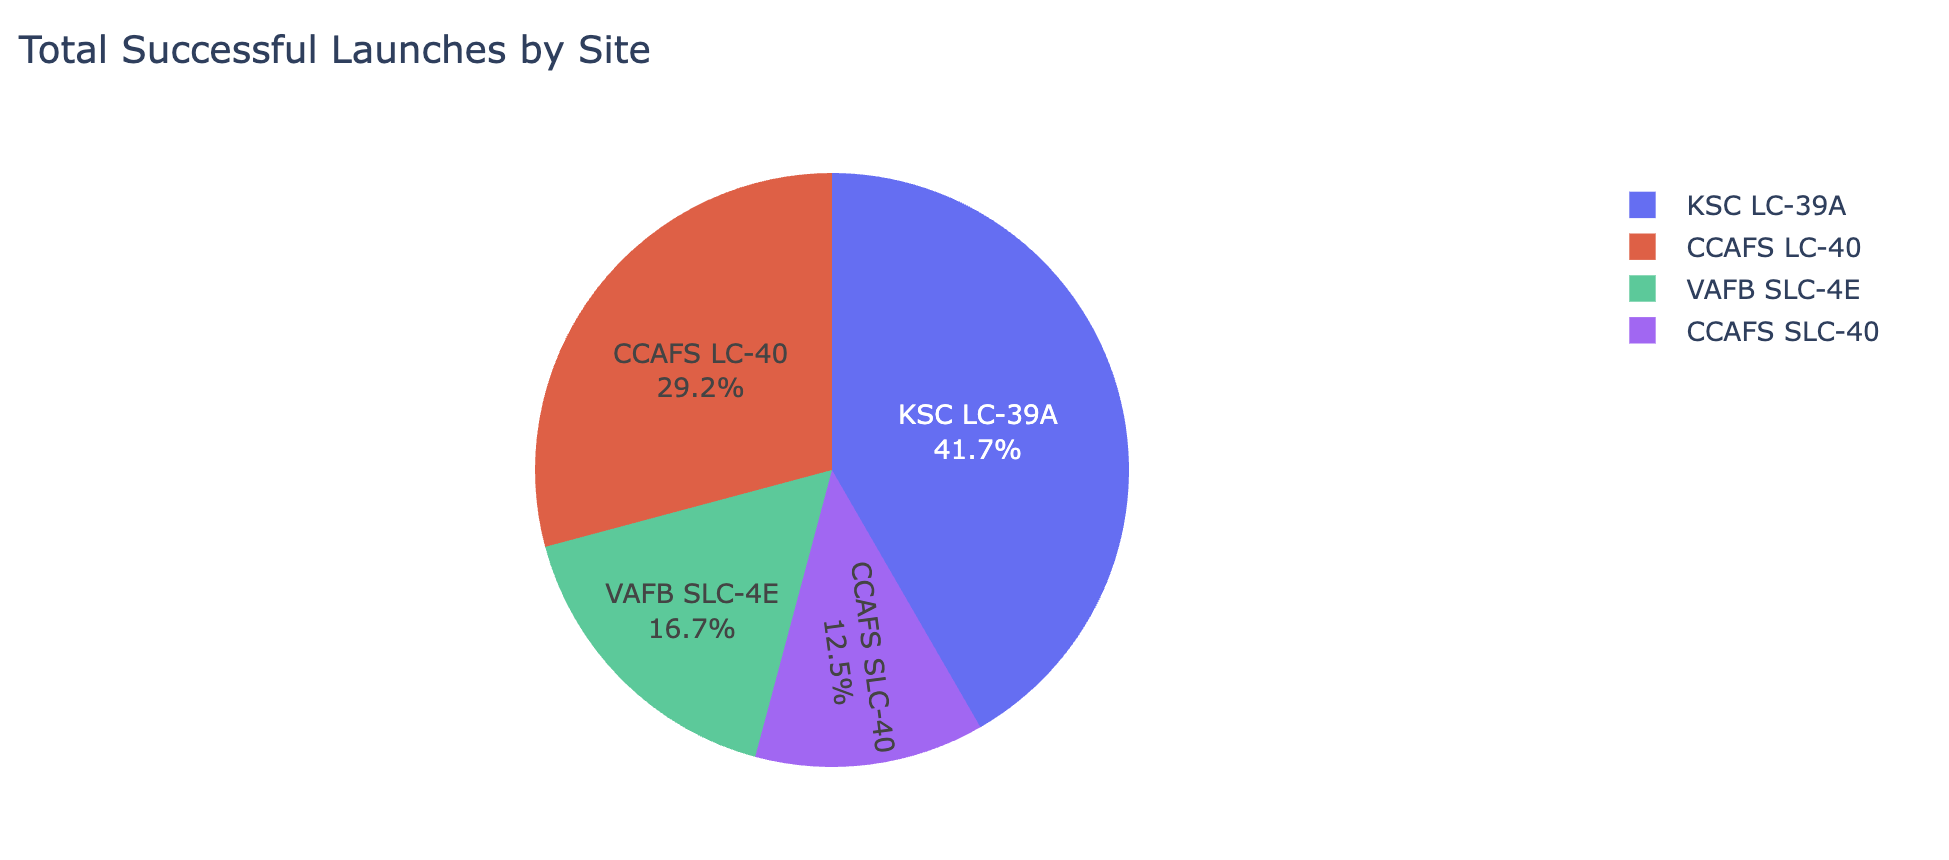 Total Successful Launches by Site
KSC LC-39A
CCAFS LC-40
VAFB SLC-4E
CCAFS SLC-40
CCAFS LC-40
29.2%
KSC LC-39A
41.7%
VAFB SLC-4E
16.7%
CCAFS SLC-40
12.5%